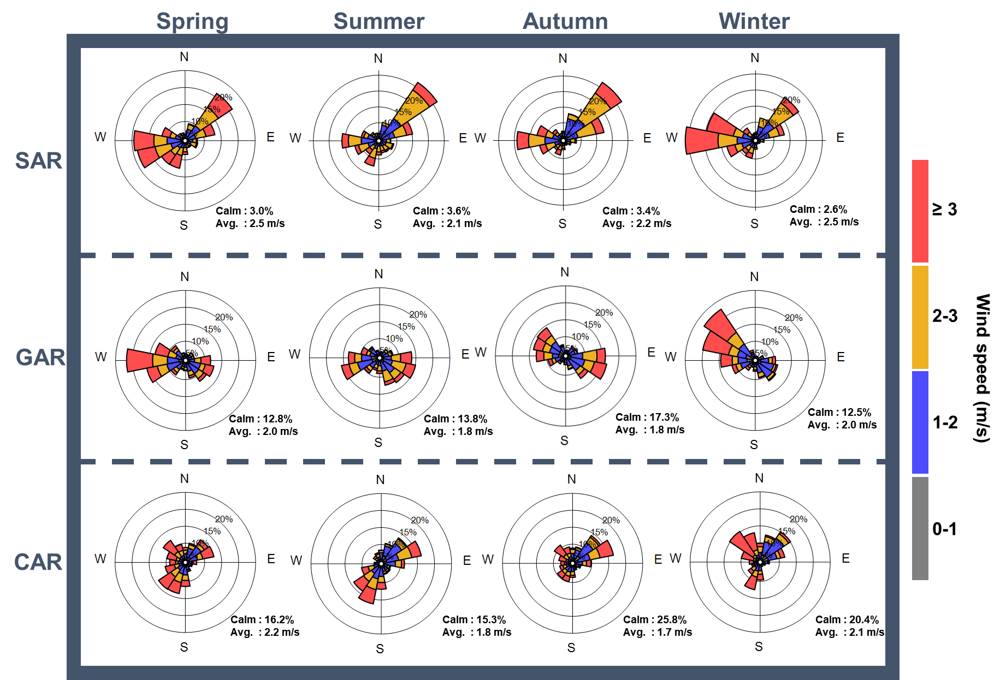 Spring Summer Autumn Winter
N N N N
20% 20% 20% 20%
15% 15% 15% 15%
10% 10% 10% 10%
5% 5% 5%
W E W E W E W E
SAR
S S S S
Calm : 3.0% Calm : 3.6% Calm : 3.4% Calm : 2.6%
Avg. : 2.5 m/s Avg. : 2.1 m/s Avg. : 2.2 m/s Avg. : 2.5 m/s
N N N N
20% 20% 20% 20%
15% 15% 15% 15%
10% 10% 10% 10%
5% 5% 5% 5%
W E W E W E W E
GAR
S S S S
Calm : 12.8% Calm : 13.8% Calm : 17.3% Calm : 12.5%
Avg. : 2.0 m/s Avg. : 1.8 m/s Avg. : 1.8 m/s Avg. : 2.0 m/s
N N N N
20% 20% 20% 20%
15% 15% 15% 15%
10% 10% 10% 10%
W E W E W E W E
CAR
S S S S
Calm : 16.2% Calm : 15.3% Calm : 25.8% Calm : 20.4%
Avg. : 2.2 m/s Avg. : 1.8 m/s Avg. : 1.7 m/s Avg. : 2.1 m/s
≥ 3
2-3
1-2
0-1
Wind speed (m/s)